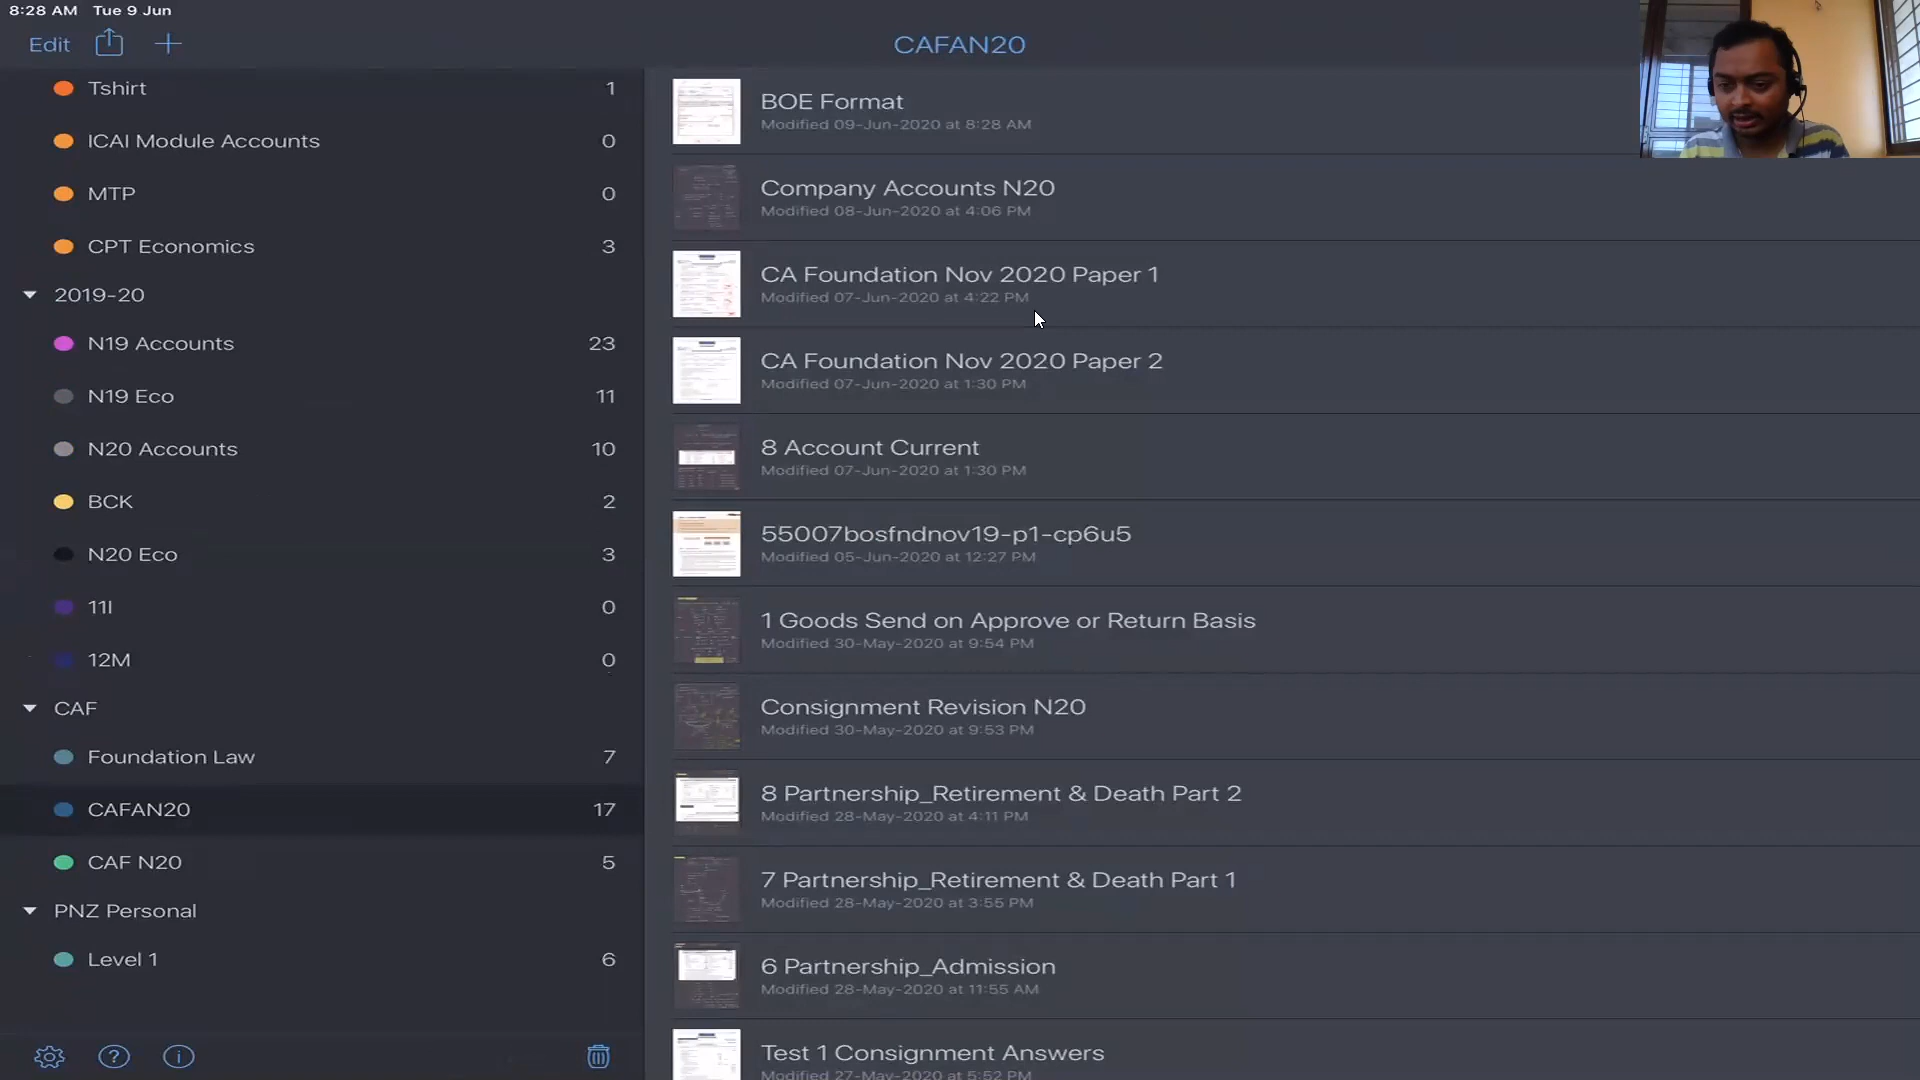 8:28 AM Tue 9 Jun
Edit
CAFAN20
Tshirt 1
ICAI Module Accounts 0
MTP 0
CPT Economics 3
2019-20
N19 Accounts 23
N19 Eco 11
N20 Accounts 10
BCK 2
N20 Eco 3
11I 0
12M 0
CAF
Foundation Law 7
CAFAN20 17
CAF N20 5
PNZ Personal
Level 1 6
BOE Format
Modified 09-Jun-2020 at 8:28 AM
Company Accounts N20
Modified 08-Jun-2020 at 4:06 PM
CA Foundation Nov 2020 Paper 1
Modified 07-Jun-2020 at 4:22 PM
CA Foundation Nov 2020 Paper 2
Modified 07-Jun-2020 at 1:30 PM
8 Account Current
Modified 07-Jun-2020 at 1:30 PM
55007bosfndnov19-p1-cp6u5
Modified 05-Jun-2020 at 12:27 PM
1 Goods Send on Approve or Return Basis
Modified 30-May-2020 at 9:54 PM
Consignment Revision N20
Modified 30-May-2020 at 9:53 PM
8 Partnership_Retirement & Death Part 2
Modified 28-May-2020 at 4:11 PM
7 Partnership_Retirement & Death Part 1
Modified 28-May-2020 at 3:55 PM
6 Partnership_Admission
Modified 28-May-2020 at 11:55 AM
Test 1 Consignment Answers
Modified 27-May-2020 at 5:52 PM